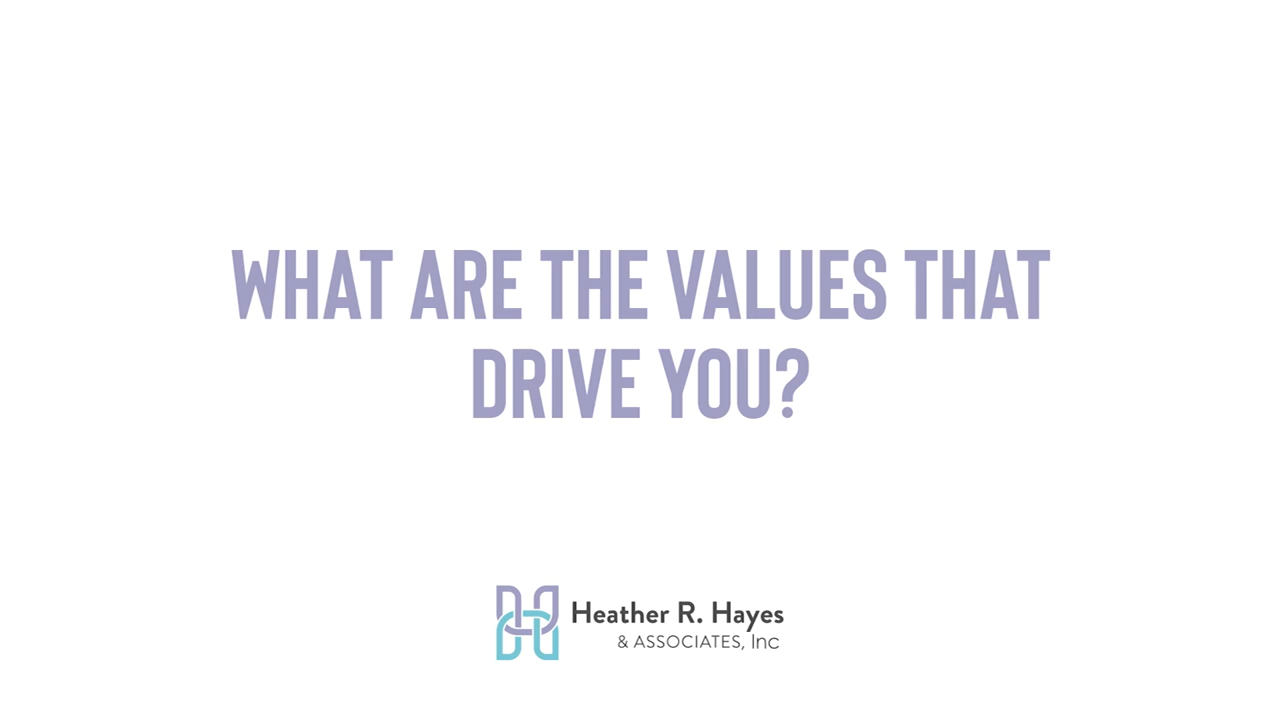 WHAT ARE THE VALUES THAT
DRIVE YOU?
Heather R. Hayes
& ASSOCIATES, Inc